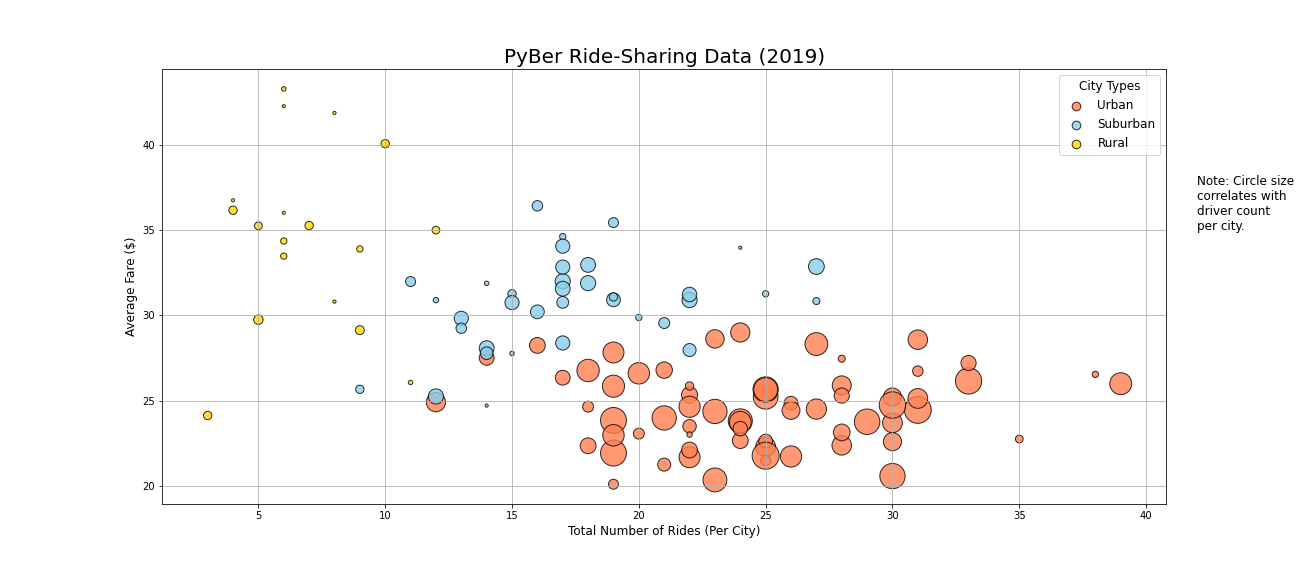 PyBer Ride-Sharing Data (2019)
City Types
Urban
Suburban
Rural
Note: Circle size
correlates with
driver count
per city.
Average Fare ($)
40
35
30
25
20
5 10 15 20 25 30 35 40
Total Number of Rides (Per City)